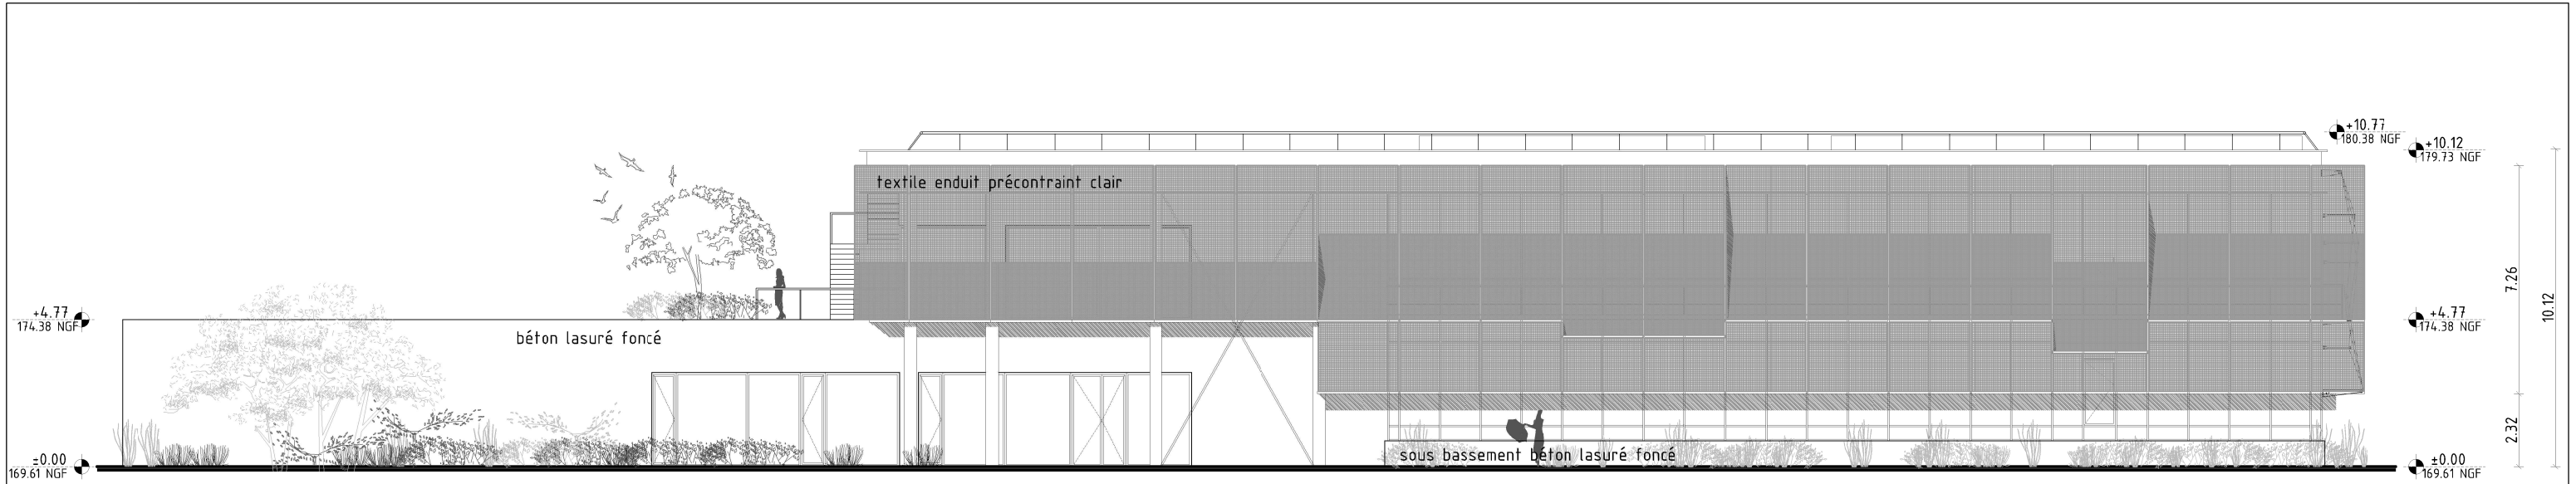 +10.77
180.38 NGF
+10.12
179.73 NGF
textile enduit précontraint clair
7.26
10.12
+4.77
174.38 NGF
béton lasuré foncé
+4.77
174.38 NGF
2.32
sous bassement béton lasuré foncé
±0.00
169.61 NGF
±0.00
169.61 NGF